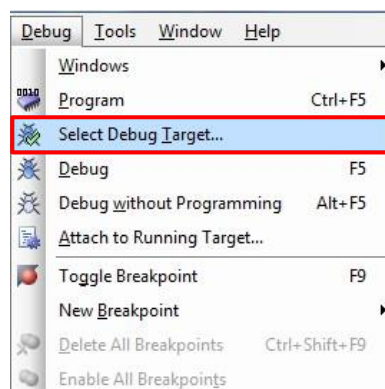 Debug Tools Window Help
Windows
0010
Program Ctrl+F5
Select Debug Target...
Debug F5
Debug without Programming Alt+F5
Attach to Running Target...
Toggle Breakpoint F9
New Breakpoint
Delete All Breakpoints Ctrl+Shift+F9
Enable All Breakpoints